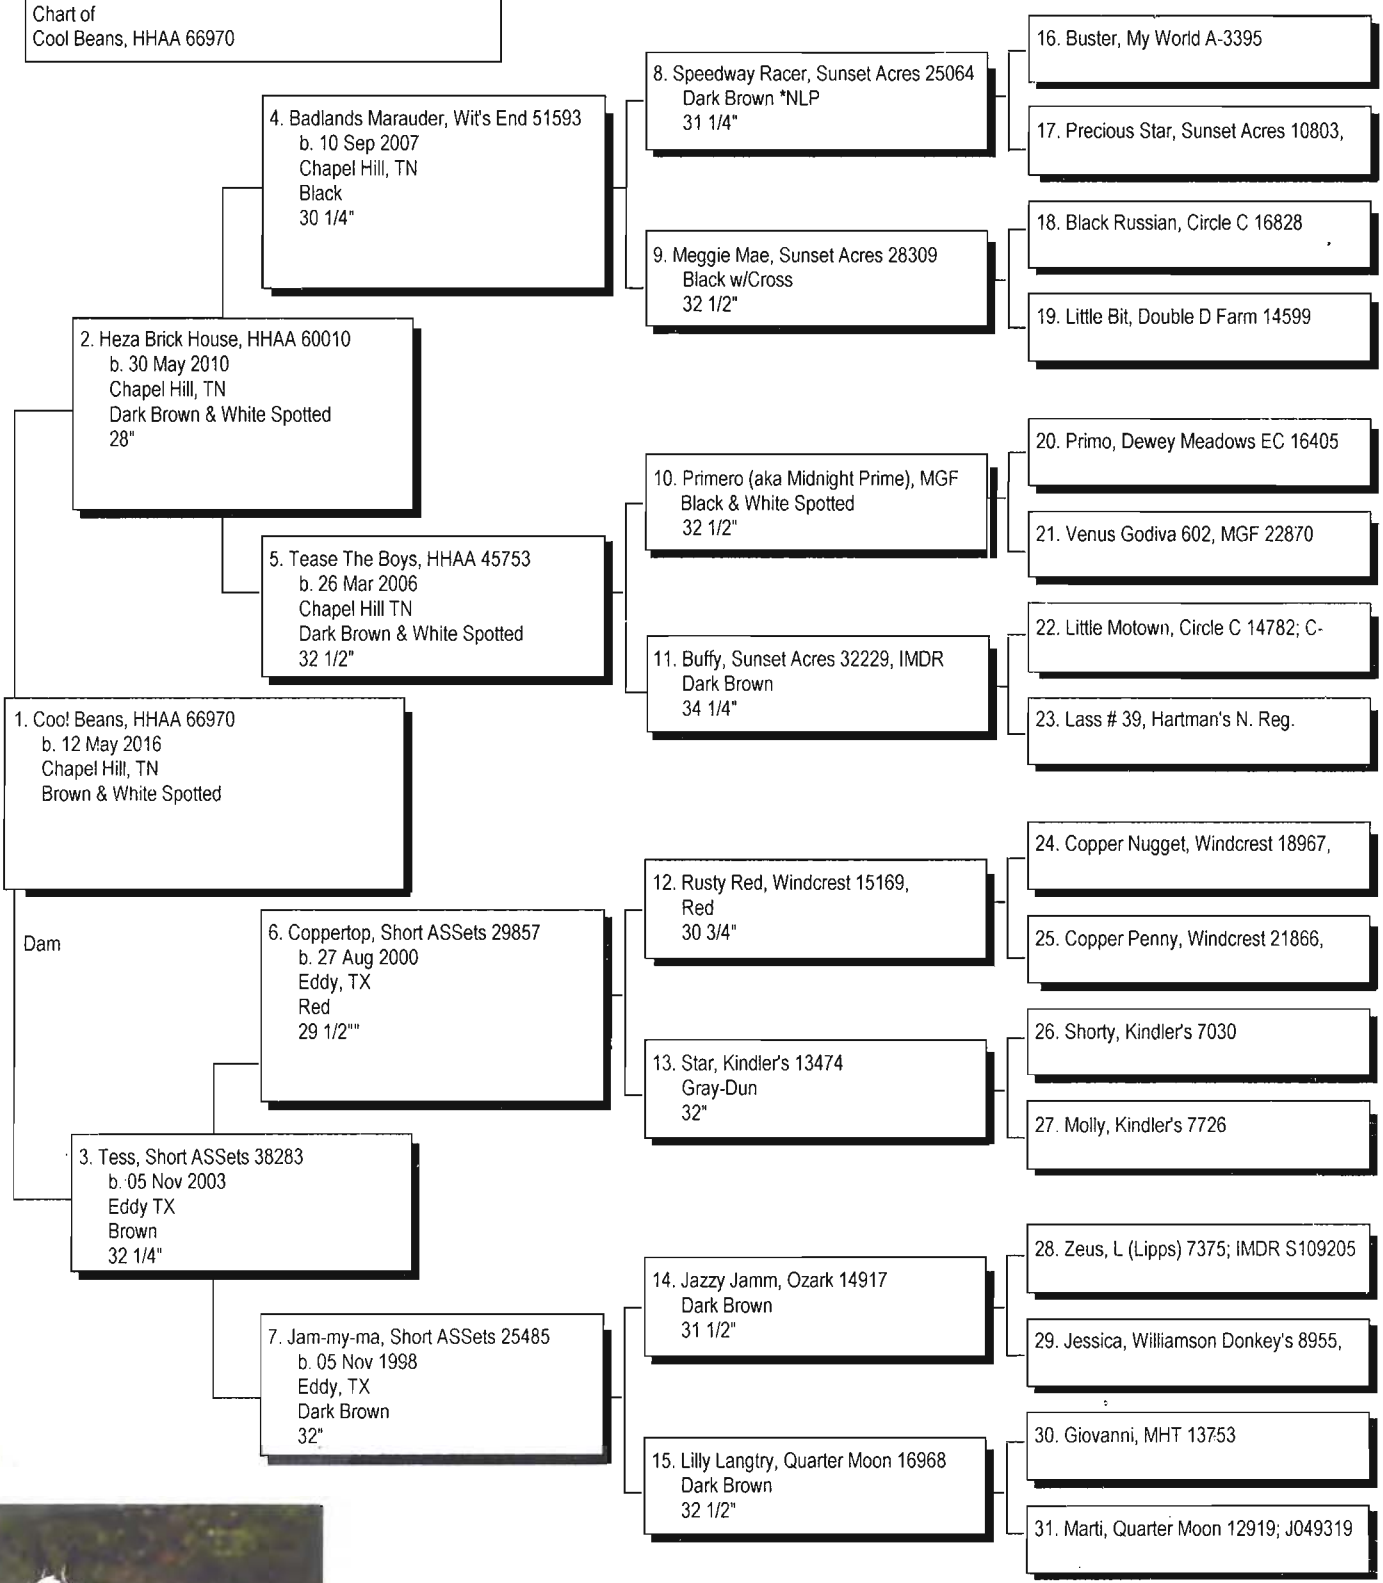 Chart of
Cool Beans, HHAA 66970
16. Buster, My World A-3395
8. Speedway Racer, Sunset Acres 25064
Dark Brown *NLP
31 1/4"
17. Precious Star, Sunset Acres 10803,
4. Badlands Marauder, Wit's End 51593
b. 10 Sep 2007
Chapel Hill, TN
Black
30 1/4"
18. Black Russian, Circle C 16828
9. Meggie Mae, Sunset Acres 28309
Black w/Cross
32 1/2"
19. Little Bit, Double D Farm 14599
2. Heza Brick House, HHAA 60010
b. 30 May 2010
Chapel Hill, TN
Dark Brown & White Spotted
28"
20. Primo, Dewey Meadows EC 16405
10. Primero (aka Midnight Prime), MGF
Black & White Spotted
32 1/2"
21. Venus Godiva 602, MGF 22870
5. Tease The Boys, HHAA 45753
b. 26 Mar 2006
Chapel Hill TN
Dark Brown & White Spotted
32 1/2"
22. Little Motown, Circle C 14782; C-
11. Buffy, Sunset Acres 32229, IMDR
Dark Brown
34 1/4"
23. Lass # 39, Hartman's N. Reg.
1. Cool Beans, HHAA 66970
b. 12 May 2016
Chapel Hill, TN
Brown & White Spotted
24. Copper Nugget, Windcrest 18967,
12. Rusty Red, Windcrest 15169,
Red
30 3/4"
25. Copper Penny, Windcrest 21866,
Dam
6. Coppertop, Short ASSets 29857
b. 27 Aug 2000
Eddy, TX
Red
29 1/2""
26. Shorty, Kindler's 7030
13. Star, Kindler's 13474
Gray-Dun
32"
27. Molly, Kindler's 7726
3. Tess, Short ASSets 38283
b. 05 Nov 2003
Eddy TX
Brown
32 1/4"
28. Zeus, L (Lipps) 7375; IMDR S109205
14. Jazzy Jamm, Ozark 14917
Dark Brown
31 1/2"
29. Jessica, Williamson Donkey's 8955,
7. Jam-my-ma, Short ASSets 25485
b. 05 Nov 1998
Eddy, TX
Dark Brown
32"
30. Giovanni, MHT 13753
15. Lilly Langtry, Quarter Moon 16968
Dark Brown
32 1/2"
31. Marti, Quarter Moon 12919; J049319